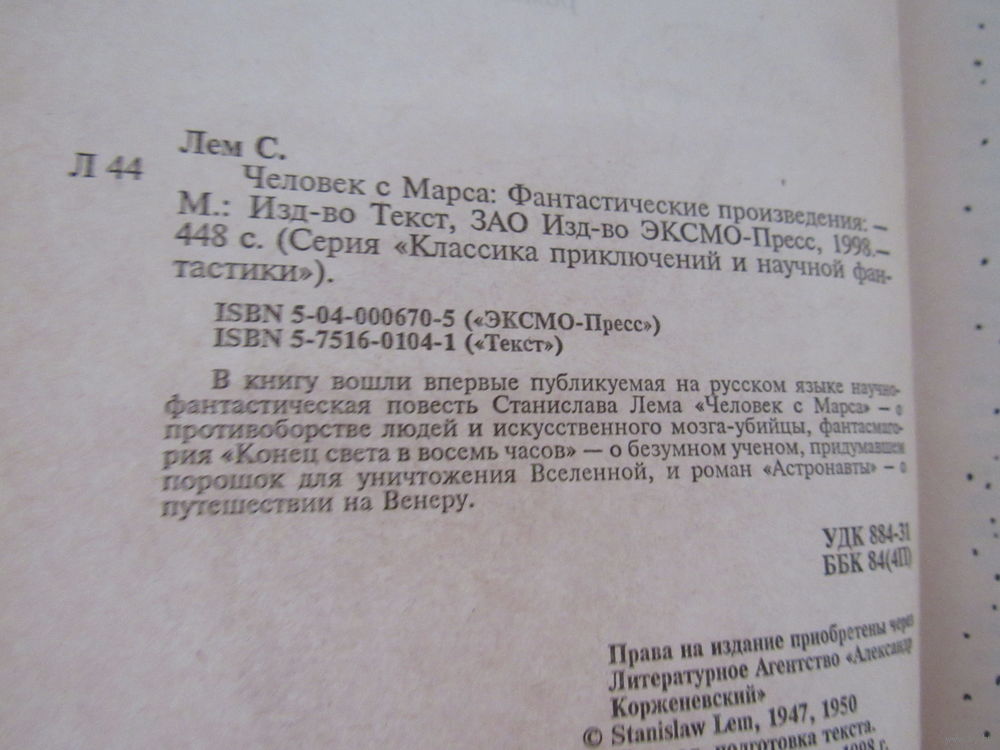 Лем С.
Л 44
Человек с Марса: Фантастические произведения: —
М.: Изд-во Текст, ЗАО Изд-во ЭКСМО-Пресс, 1998.—
448 с. (Серия «Классика приключений и научной фан-
тастики»).
ISBN 5-04-000670-5 («ЭКСМО-Пресс»)
ISBN 5-7516-0104-1 («Текст»)
В книгу вошли впервые публикуемая на русском языке научно-
фантастическая повесть Станислава Лема «Человек с Марса» — о
противоборстве людей и искусственного мозга-убийцы, фантасмаго-
рия «Конец света в восемь часов» — о безумном ученом, придумавшем
порошок для уничтожения Вселенной, и роман «Астронавты» — о
путешествии на Венеру.
УДК 884-31
ББК 84(4П)
Права на издание приобретены через
Литературное Агентство «Александр
Корженевский»
© Stanislaw Lem, 1947, 1950
подготовка текста.
1998 г.